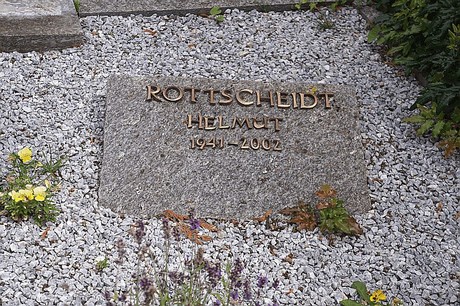 ROTTSCHEIDT,
HELMUT
1941-2002